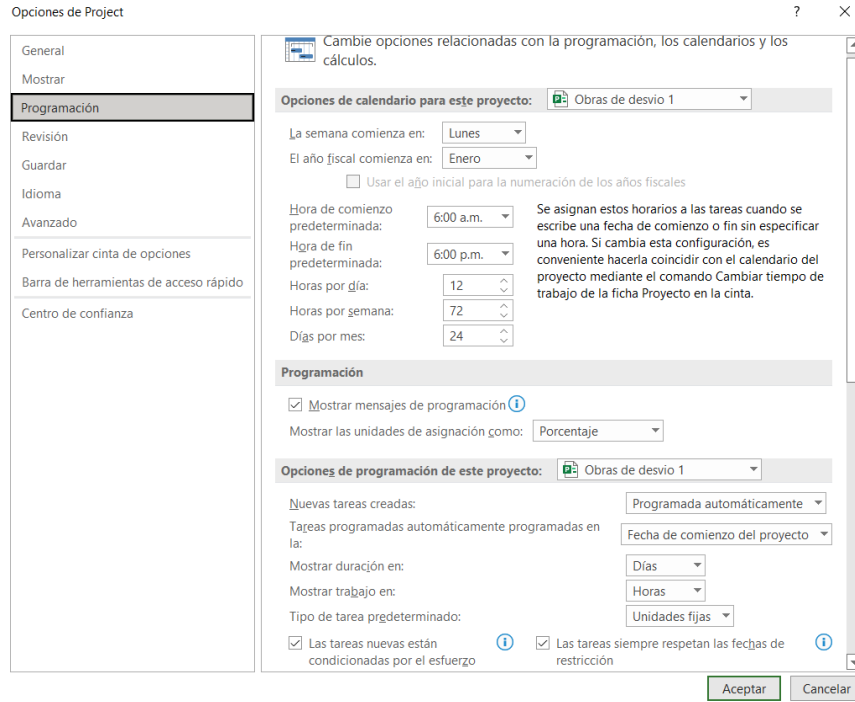 Opciones de Project
?
General
Mostrar
Programación
Revisión
Guardar
Idioma
Avanzado
Personalizar cinta de opciones
Barra de herramientas de acceso rápido
Centro de confianza
Cambie opciones relacionadas con la programación, los calendarios y los
cálculos.
Opciones de calendario para este proyecto: Obras de desvio 1
La semana comienza en: Lunes
El año fiscal comienza en: Enero
Usar el año inicial para la numeración de los años fiscales
Hora de comienzo
predeterminada: 6:00 a.m.
Hora de fin
predeterminada: 6:00 p.m.
Horas por día: 12
Horas por semana: 72
Días por mes: 24
Se asignan estos horarios a las tareas cuando se
escribe una fecha de comienzo o fin sin especificar
una hora. Si cambia esta configuración, es
conveniente hacerla coincidir con el calendario del
proyecto mediante el comando Cambiar tiempo de
trabajo de la ficha Proyecto en la cinta.
Programación
Mostrar mensajes de programación
Mostrar las unidades de asignación como: Porcentaje
Opciones de programación de este proyecto: Obras de desvio 1
Nuevas tareas creadas: Programada automáticamente
Tareas programadas automáticamente programadas en
la: Fecha de comienzo del proyecto
Mostrar duración en: Días
Mostrar trabajo en: Horas
Tipo de tarea predeterminado: Unidades fijas
Las tareas nuevas están
condicionadas por el esfuerzo
Las tareas siempre respetan las fechas de
restricción
Aceptar
Cancelar